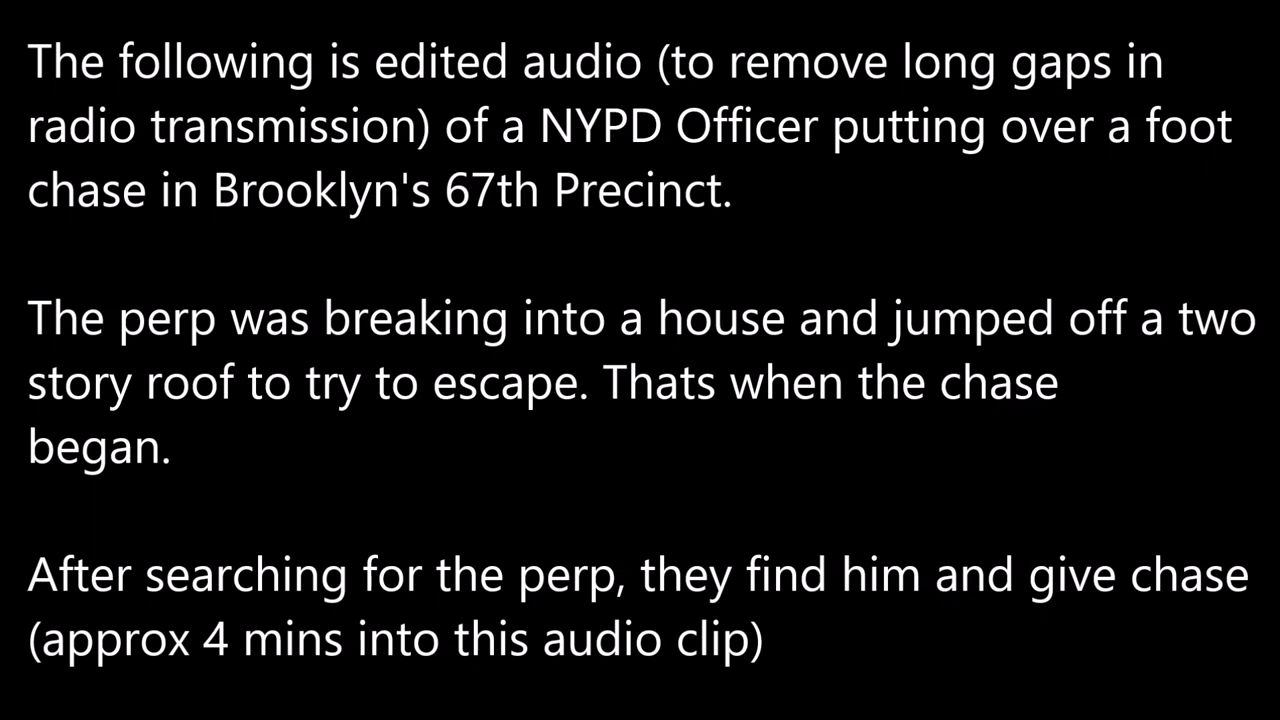 The following is edited audio (to remove long gaps in
radio transmission) of a NYPD Officer putting over a foot
chase in Brooklyn's 67th Precinct.
The perp was breaking into a house and jumped off a two
story roof to try to escape. Thats when the chase
began.
After searching for the perp, they find him and give chase
(approx 4 mins into this audio clip)